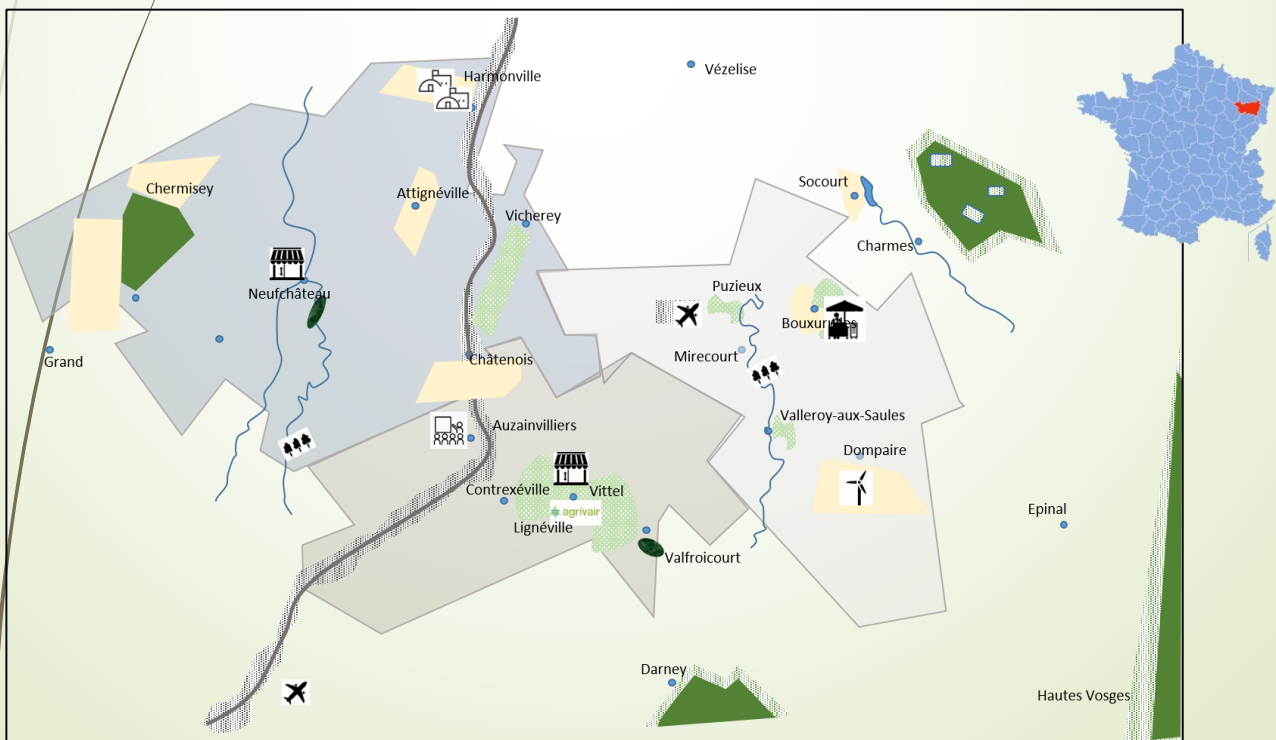 Harmonville
Vézelise
Chermisey
Attignéville
Socourt
Vicherey
Charmes
Neufchâteau
Puzieux
Grand
Châtenois
Mirecourt
Auzainvilliers
Valleroy-aux-Saules
Dompaire
Contrexéville
Vittel
agrivair
Lignéville
Epinal
Valfroicourt
Darney
Hautes Vosges